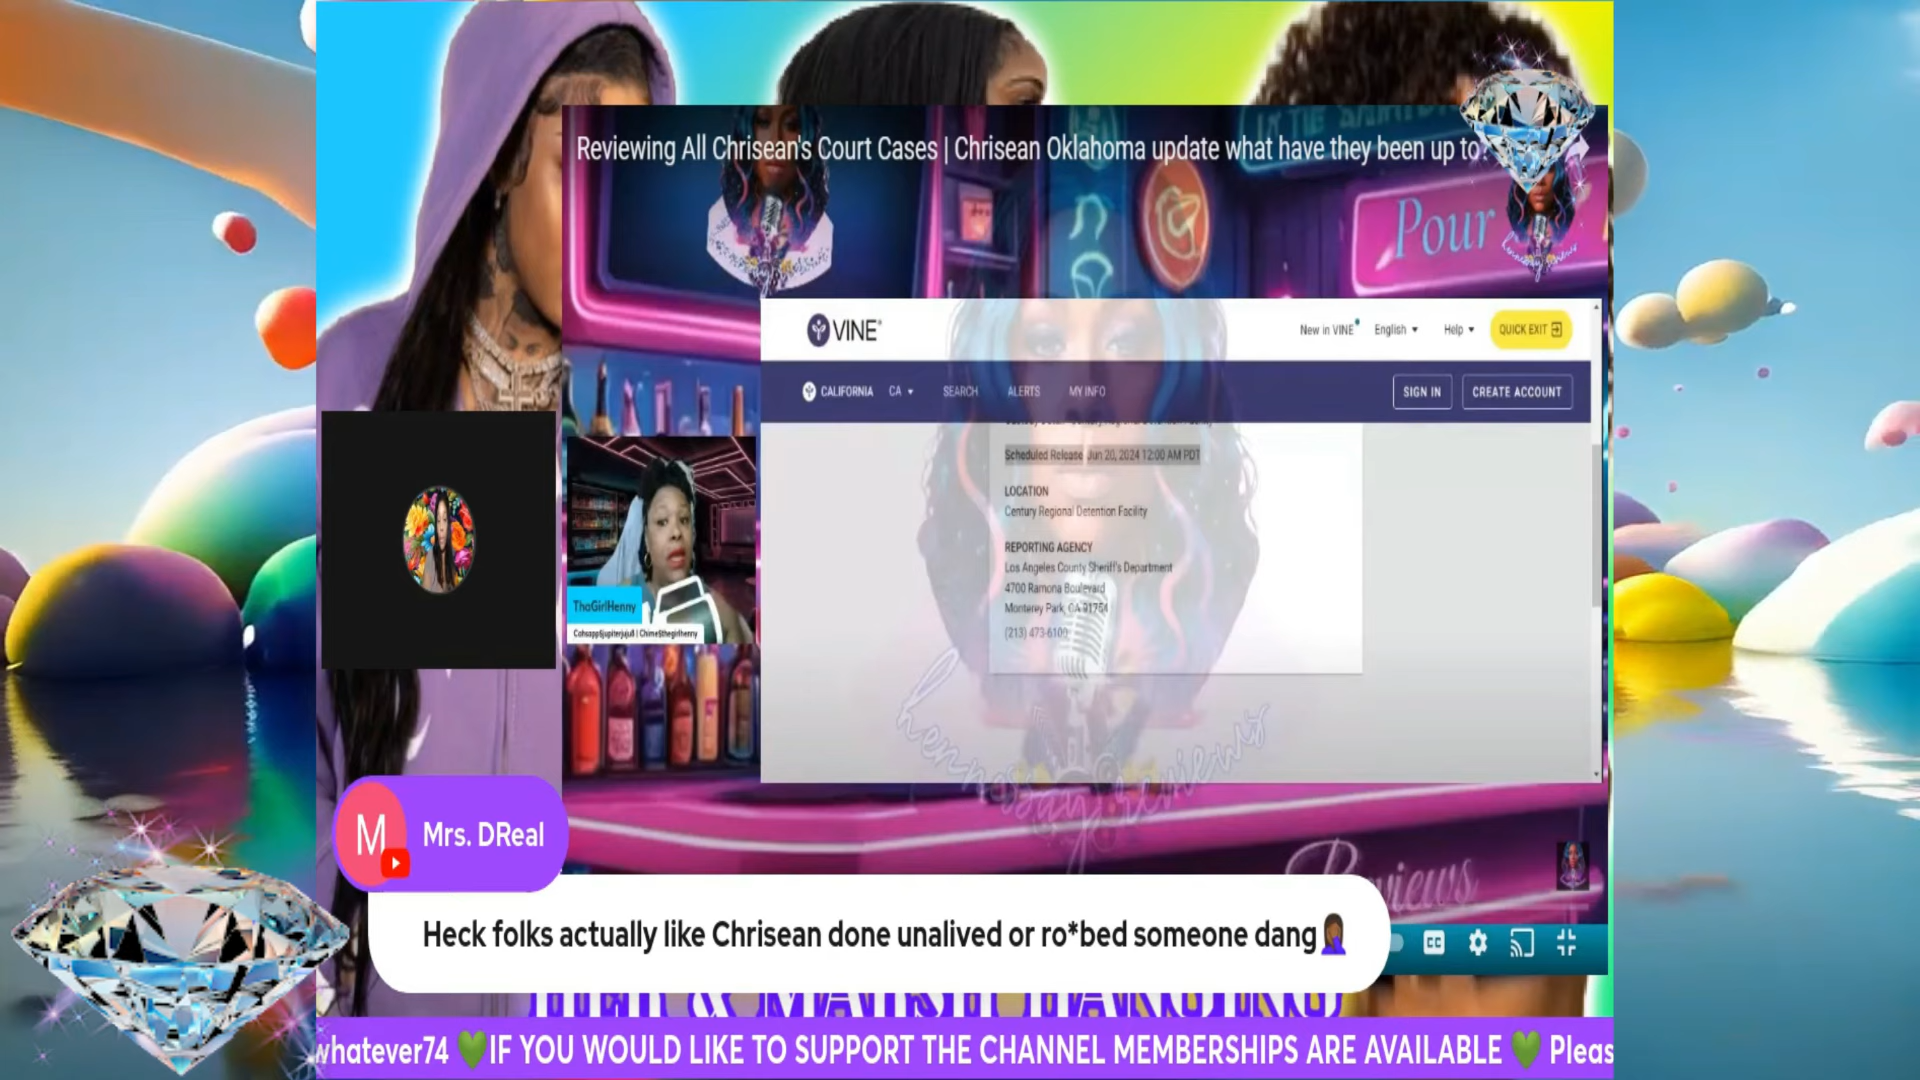 Reviewing All Chrisean's Court Cases | Chrisean Oklahoma update what have they been up to?
Pour
VINE
New in VINE
English
Help
QUICK EXIT
CALIFORNIA
CA
SEARCH
ALERTS
MY INFO
SIGN IN
CREATE ACCOUNT
Scheduled Release Jun 20, 2024 12:00 AM PDT
LOCATION
Century Regional Detention Facility
REPORTING AGENCY
Los Angeles County Sheriff's Department
4700 Ramona Boulevard
Monterey Park, CA 91754
(213) 473-6100
ThaGirlHenny
hennessay reviews
Reviews
M
Mrs. DReal
Heck folks actually like Chrisean done unalived or ro*bed someone dang🤦🏾‍♀️
CC
whatever74 💚IF YOU WOULD LIKE TO SUPPORT THE CHANNEL MEMBERSHIPS ARE AVAILABLE 💚 Pleas